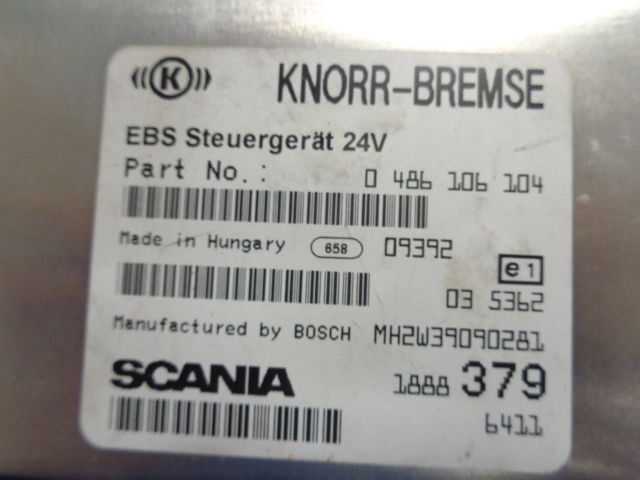 K KNORR-BREMSE
EBS Steuergerät 24V
Part No.: 0 486 106 104
Made in Hungary 658 09392
e1
03 5362
Manufactured by BOSCH MH2W39090281
SCANIA 1888 379
6411